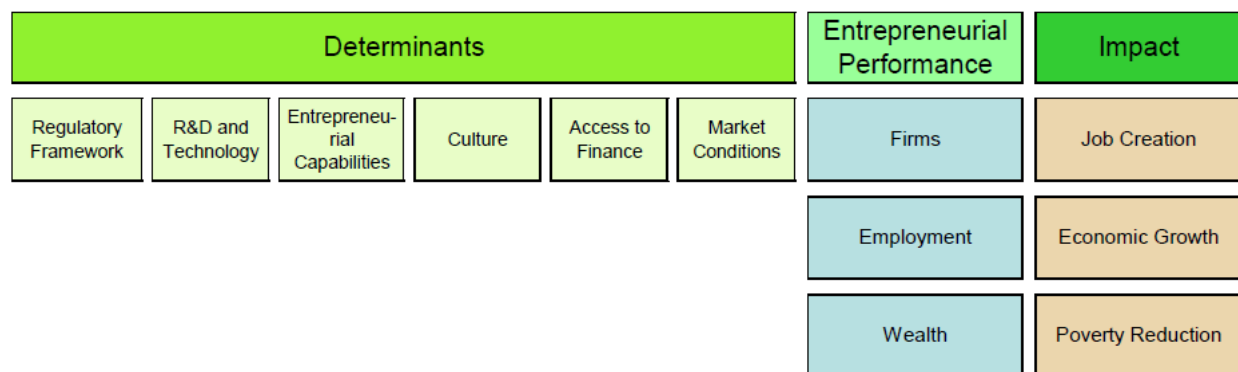 Determinants
Entrepreneurial
Performance
Impact
Regulatory
Framework
R&D and
Technology
Entrepreneu-
rial
Capabilities
Culture
Access to
Finance
Market
Conditions
Firms
Job Creation
Employment
Economic Growth
Wealth
Poverty Reduction